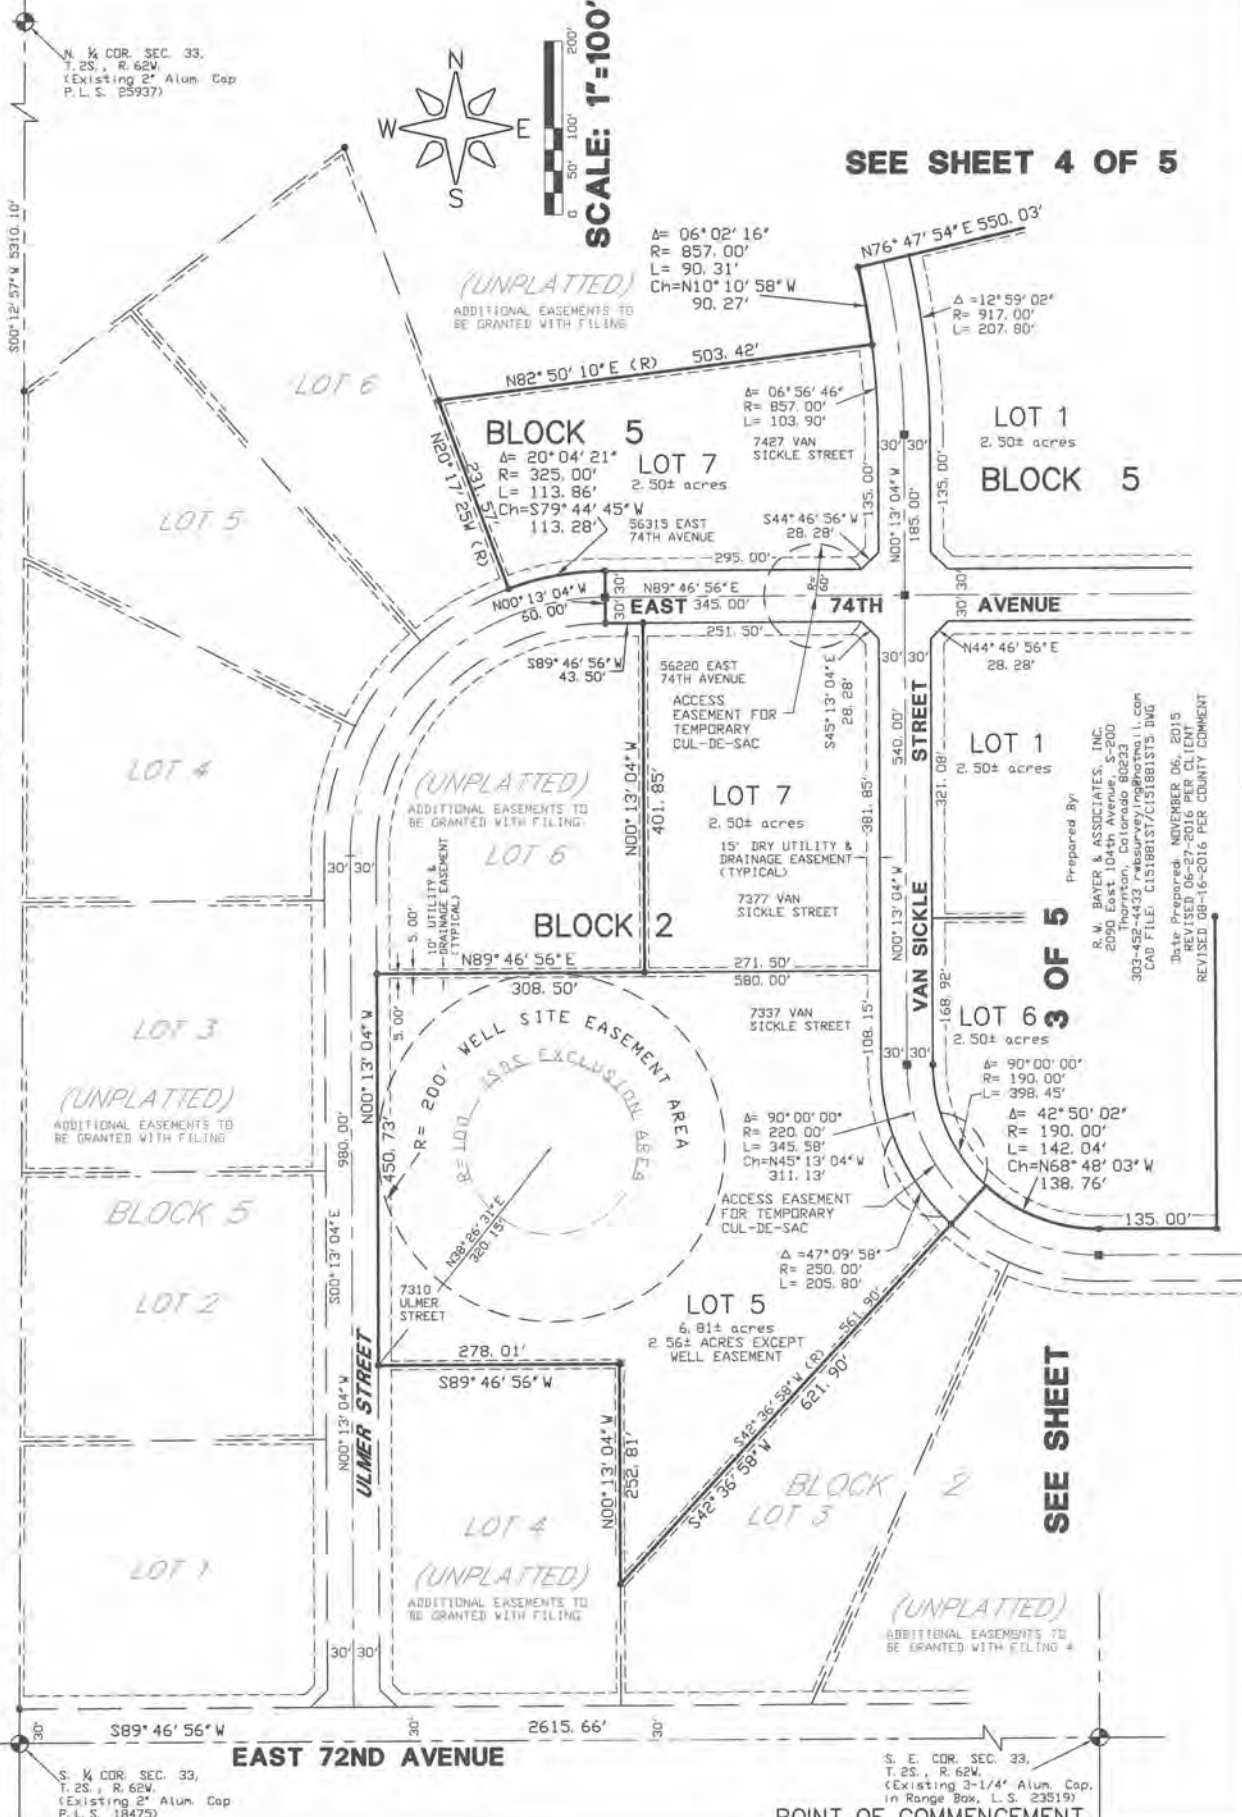 N. ¼ COR. SEC. 33,
T. 2S., R. 62W.
(Existing 2" Alum. Cap
P.L.S. 25937)
N
W
E
S
0
50'
100'
200'
SCALE: 1"=100'
SEE SHEET 4 OF 5
S00°12'57"W 5310.10'
(UNPLATTED)
ADDITIONAL EASEMENTS TO
BE GRANTED WITH FILING
Δ= 06°02'16"
R= 857.00'
L= 90.31'
Ch=N10°10'58"W
90.27'
N76°47'54"E 550.03'
Δ =12°59'02"
R= 917.00'
L= 207.80'
N82°50'10"E (R) 503.42'
LOT 6
LOT 5
BLOCK 5
Δ= 20°04'21"
R= 325.00'
L= 113.86'
Ch=S79°44'45"W
113.28'
LOT 7
2.50± acres
Δ= 06°56'46"
R= 857.00'
L= 103.90'
7427 VAN
SICKLE STREET
LOT 1
2.50± acres
BLOCK 5
30' 30'
231.57'
N20°17'25W (R)
56315 EAST
74TH AVENUE
S44°46'56"W
28.28'
135.00'
N00°13'04"W
185.00'
135.00'
295.00'
R=
60'
N00°13'04"W
60.00'
30' 30'
N89°46'56"E
EAST 345.00' 74TH AVENUE
30' 30'
251.50'
S89°46'56"W
43.50'
56220 EAST
74TH AVENUE
30' 30'
N44°46'56"E
28.28'
ACCESS
EASEMENT FOR
TEMPORARY
CUL-DE-SAC
S45°13'04"E
28.28'
540.00'
STREET
321.08'
LOT 1
2.50± acres
LOT 4
(UNPLATTED)
ADDITIONAL EASEMENTS TO
BE GRANTED WITH FILING
LOT 6
N00°13'04"W
401.85'
LOT 7
2.50± acres
381.85'
15' DRY UTILITY &
DRAINAGE EASEMENT
(TYPICAL)
7377 VAN
SICKLE STREET
30' 30'
5.00'
10' UTILITY &
DRAINAGE EASEMENT
(TYPICAL)
BLOCK 2
N00°13'04"W
VAN SICKLE
Prepared By:
R.W. BAYER & ASSOCIATES, INC.
2090 East 104th Avenue, S-200
Thornton, Colorado 80233
303-452-4433 rwbsurveying@hotmail.com
CAD FILE: C151881ST/C151881ST5.DWG
Date Prepared: NOVEMBER 06, 2015
REVISED 06-27-2016 PER CLIENT
REVISED 08-16-2016 PER COUNTY COMMENT
N89°46'56"E
271.50'
308.50'
580.00'
5.00'
7337 VAN
SICKLE STREET
168.92'
LOT 6
2.50± acres
3 OF 5
LOT 3
(UNPLATTED)
ADDITIONAL EASEMENTS TO
BE GRANTED WITH FILING
N00°13'04"W
450.73'
980.00'
R= 200' WELL SITE EASEMENT AREA
R=100 ISDS EXCLUSION AREA
108.15'
30' 30'
Δ= 90°00'00"
R= 190.00'
L= 398.45'
Δ= 42°50'02"
R= 190.00'
L= 142.04'
Ch=N68°48'03"W
138.76'
Δ= 90°00'00"
R= 220.00'
L= 345.58'
Ch=N45°13'04"W
311.13'
ACCESS EASEMENT
FOR TEMPORARY
CUL-DE-SAC
135.00'
BLOCK 5
LOT 2
S00°13'04"E
N38°26'31"E
320.15'
7310
ULMER
STREET
Δ =47°09'58"
R= 250.00'
L= 205.80'
LOT 5
6.81± acres
2.56± ACRES EXCEPT
WELL EASEMENT
278.01'
S89°46'56"W
ULMER STREET
N00°13'04"W
S42°36'58"W (R) 561.90'
621.90'
S42°36'58"W
N00°13'04"W
252.81'
SEE SHEET
BLOCK 2
LOT 3
LOT 4
(UNPLATTED)
ADDITIONAL EASEMENTS TO
BE GRANTED WITH FILING
LOT 1
(UNPLATTED)
ADDITIONAL EASEMENTS TO
BE GRANTED WITH FILING 4
30' 30'
30'
S89°46'56"W
30'
2615.66'
30'
EAST 72ND AVENUE
S. ¼ COR. SEC. 33,
T. 2S., R. 62W.
(Existing 2" Alum. Cap
P.L.S. 18475)
S. E. COR. SEC. 33,
T. 2S., R. 62W.
(Existing 3-1/4" Alum. Cap.
in Range Box, L.S. 23519)
POINT OF COMMENCEMENT